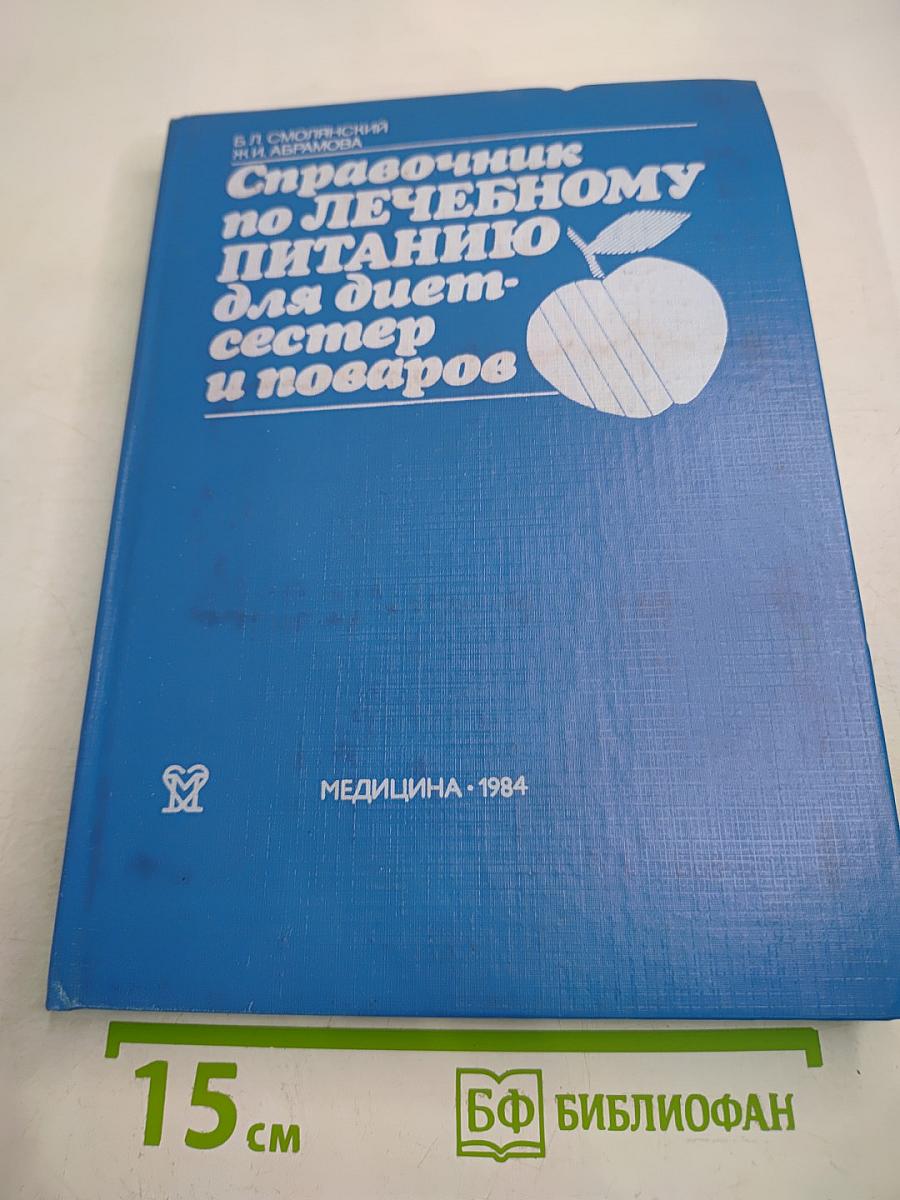 Б. Л. СМОЛЯНСКИЙ
Ж. И. АБРАМОВА
Справочник
по ЛЕЧЕБНОМУ
ПИТАНИЮ
для диет-
сестер
и поваров
МЕДИЦИНА • 1984
15 см
БФ БИБЛИОФАН